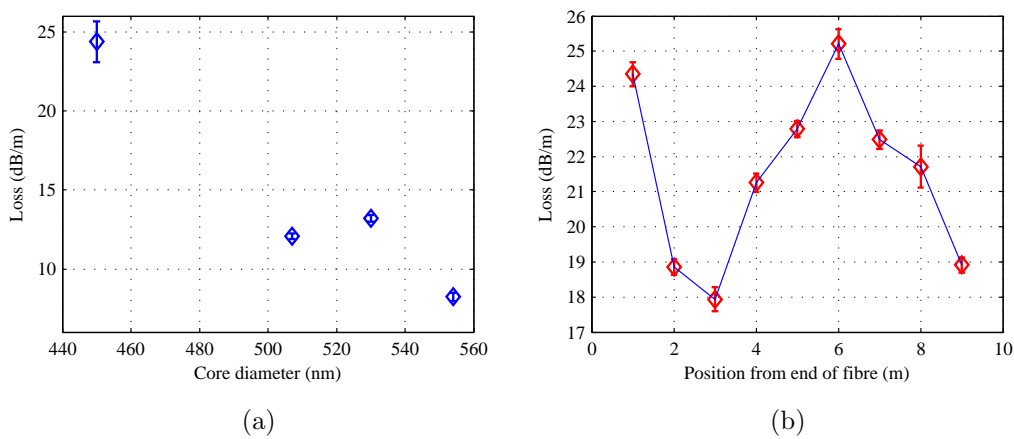 25
20
15
10
440 460 480 500 520 540 560
Loss (dB/m)
Core diameter (nm)
(a)
26
25
24
23
22
21
20
19
18
17
0 2 4 6 8 10
Loss (dB/m)
Position from end of fibre (m)
(b)